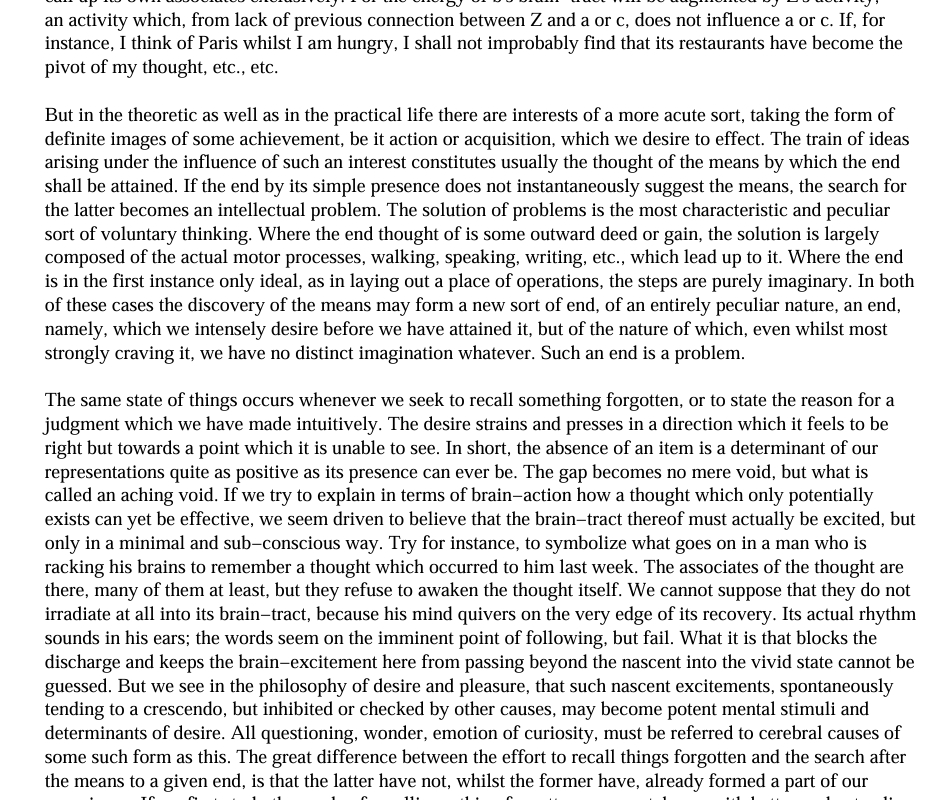 an activity which, from lack of previous connection between Z and a or c, does not influence a or c. If, for
instance, I think of Paris whilst I am hungry, I shall not improbably find that its restaurants have become the
pivot of my thought, etc., etc.
But in the theoretic as well as in the practical life there are interests of a more acute sort, taking the form of
definite images of some achievement, be it action or acquisition, which we desire to effect. The train of ideas
arising under the influence of such an interest constitutes usually the thought of the means by which the end
shall be attained. If the end by its simple presence does not instantaneously suggest the means, the search for
the latter becomes an intellectual problem. The solution of problems is the most characteristic and peculiar
sort of voluntary thinking. Where the end thought of is some outward deed or gain, the solution is largely
composed of the actual motor processes, walking, speaking, writing, etc., which lead up to it. Where the end
is in the first instance only ideal, as in laying out a place of operations, the steps are purely imaginary. In both
of these cases the discovery of the means may form a new sort of end, of an entirely peculiar nature, an end,
namely, which we intensely desire before we have attained it, but of the nature of which, even whilst most
strongly craving it, we have no distinct imagination whatever. Such an end is a problem.
The same state of things occurs whenever we seek to recall something forgotten, or to state the reason for a
judgment which we have made intuitively. The desire strains and presses in a direction which it feels to be
right but towards a point which it is unable to see. In short, the absence of an item is a determinant of our
representations quite as positive as its presence can ever be. The gap becomes no mere void, but what is
called an aching void. If we try to explain in terms of brain−action how a thought which only potentially
exists can yet be effective, we seem driven to believe that the brain−tract thereof must actually be excited, but
only in a minimal and sub−conscious way. Try for instance, to symbolize what goes on in a man who is
racking his brains to remember a thought which occurred to him last week. The associates of the thought are
there, many of them at least, but they refuse to awaken the thought itself. We cannot suppose that they do not
irradiate at all into its brain−tract, because his mind quivers on the very edge of its recovery. Its actual rhythm
sounds in his ears; the words seem on the imminent point of following, but fail. What it is that blocks the
discharge and keeps the brain−excitement here from passing beyond the nascent into the vivid state cannot be
guessed. But we see in the philosophy of desire and pleasure, that such nascent excitements, spontaneously
tending to a crescendo, but inhibited or checked by other causes, may become potent mental stimuli and
determinants of desire. All questioning, wonder, emotion of curiosity, must be referred to cerebral causes of
some such form as this. The great difference between the effort to recall things forgotten and the search after
the means to a given end, is that the latter have not, whilst the former have, already formed a part of our